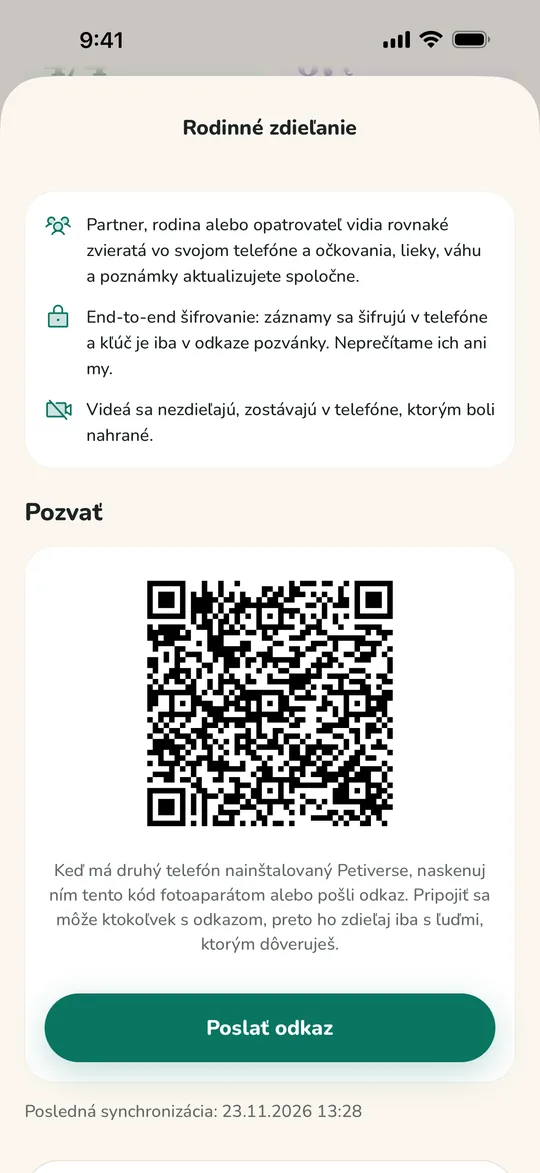 9:41
Rodinné zdieľanie
Partner, rodina alebo opatrovateľ vidia rovnaké
zvieratá vo svojom telefóne a očkovania, lieky, váhu
a poznámky aktualizujete spoločne.
End-to-end šifrovanie: záznamy sa šifrujú v telefóne
a kľúč je iba v odkaze pozvánky. Neprečítame ich ani
my.
Videá sa nezdieľajú, zostávajú v telefóne, ktorým boli
nahrané.
Pozvať
Keď má druhý telefón nainštalovaný Petiverse, naskenuj
ním tento kód fotoaparátom alebo pošli odkaz. Pripojiť sa
môže ktokoľvek s odkazom, preto ho zdieľaj iba s ľuďmi,
ktorým dôveruješ.
Poslať odkaz
Posledná synchronizácia: 23.11.2026 13:28